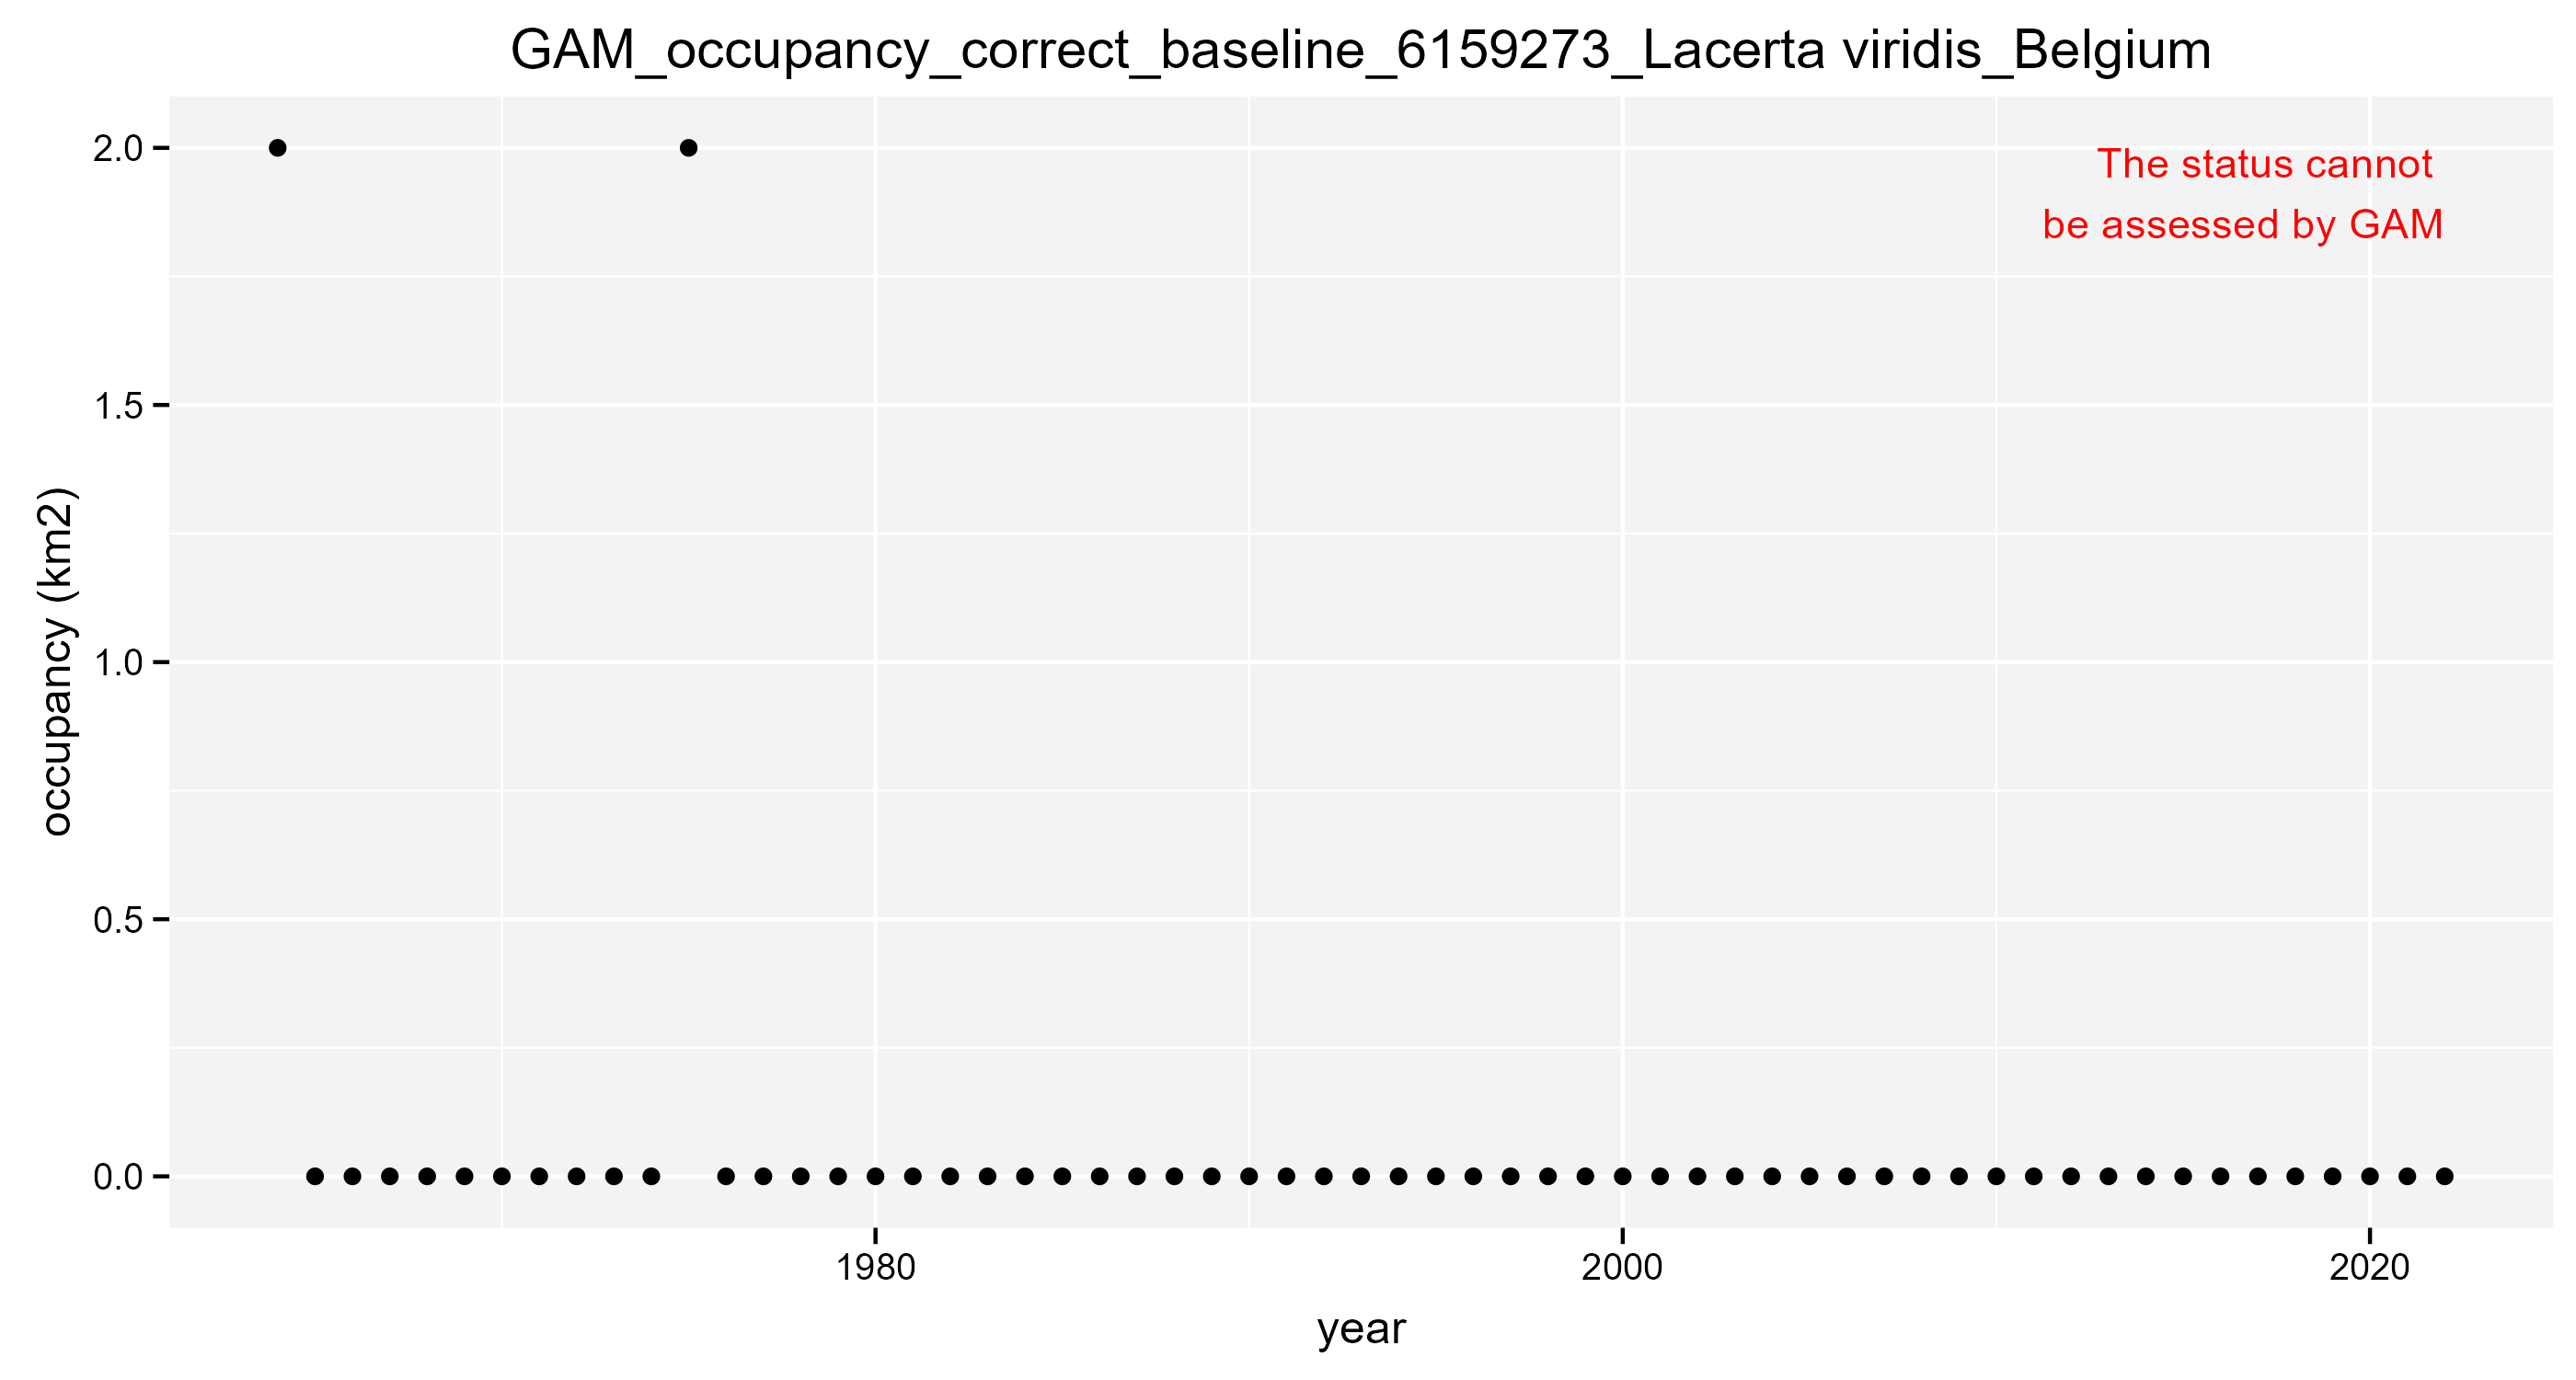 GAM_occupancy_correct_baseline_6159273_Lacerta viridis_Belgium
The status cannot
be assessed by GAM
occupancy (km2)
2.0
1.5
1.0
0.5
0.0
1980 2000 2020
year